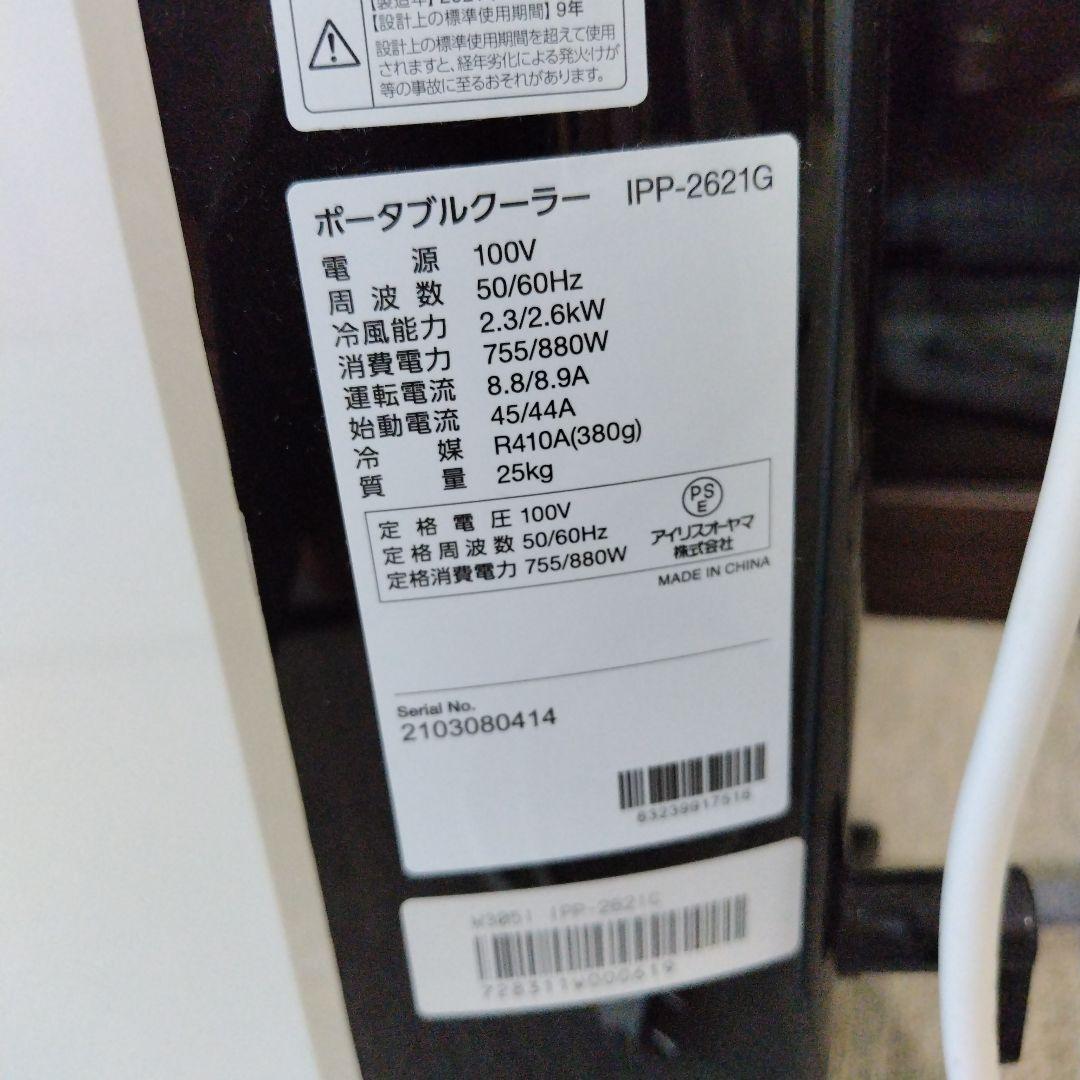 【設計上の標準使用期間】9年
設計上の標準使用期間を超えて使用
されますと、経年劣化による発火けが
等の事故に至るおそれがあります。
ポータブルクーラー IPP-2621G
電源 100V
周波数 50/60Hz
冷風能力 2.3/2.6kW
消費電力 755/880W
運転電流 8.8/8.9A
始動電流 45/44A
冷媒 R410A(380g)
質量 25kg
定格電圧 100V
定格周波数 50/60Hz
定格消費電力 755/880W
PS
E
アイリスオーヤマ
株式会社
MADE IN CHINA
Serial No.
2103080414
63239917516
W3051 IPP-2621G
728311W000619